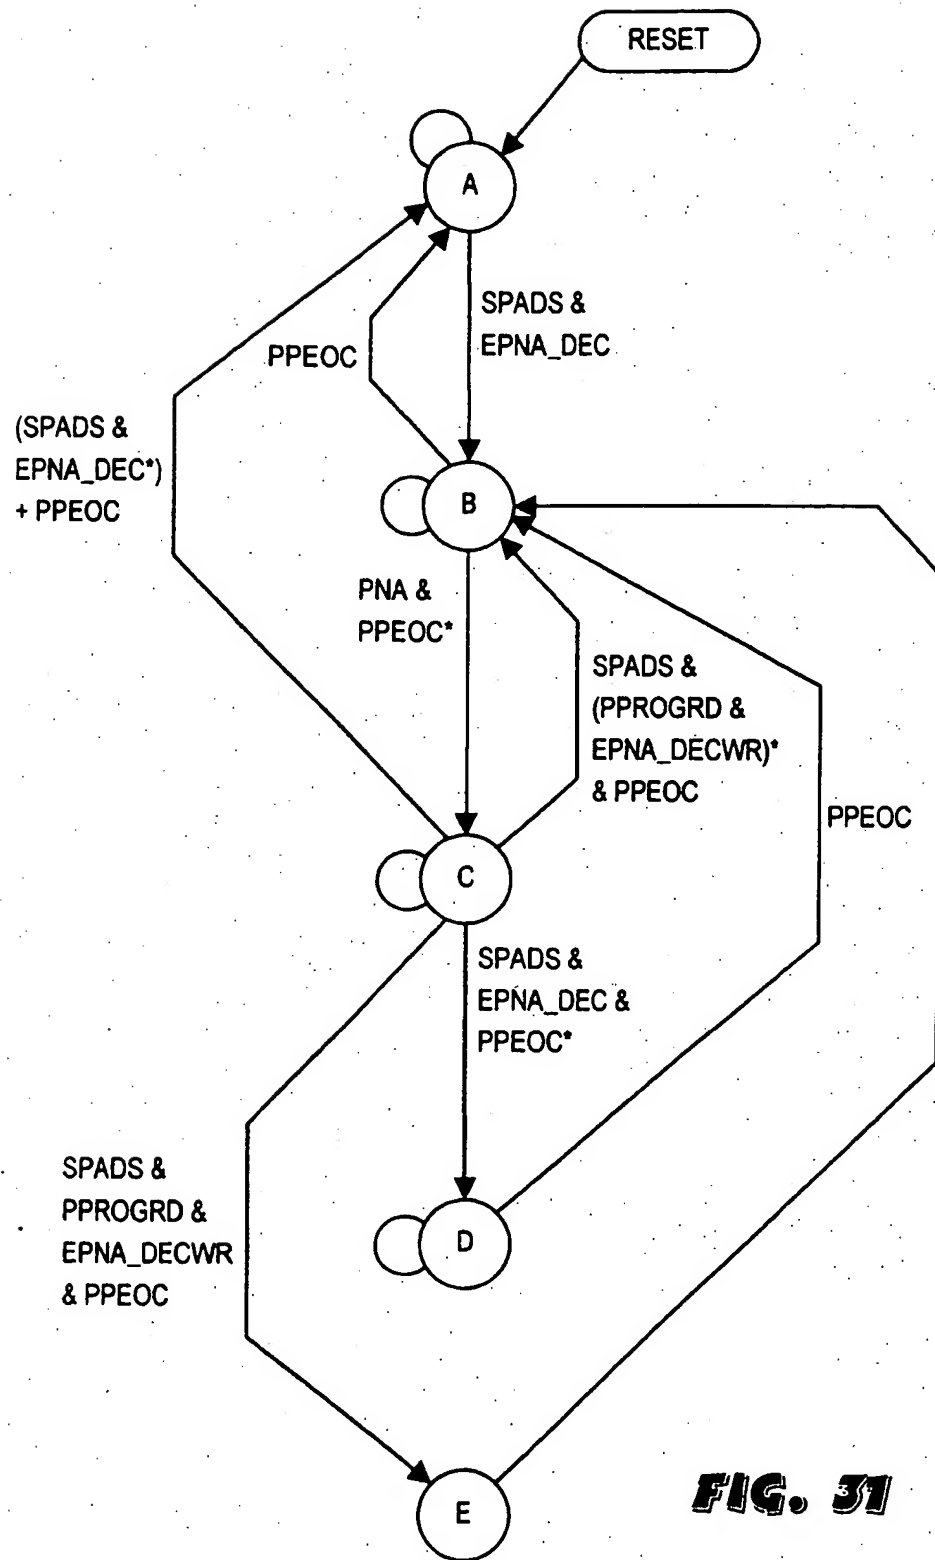 RESET
A
SPADS &
EPNA_DEC
PPEOC
(SPADS &
EPNA_DEC*)
+ PPEOC
B
PNA &
PPEOC*
SPADS &
(PPROGRD &
EPNA_DECWR)*
& PPEOC
PPEOC
C
SPADS &
EPNA_DEC &
PPEOC*
SPADS &
PPROGRD &
EPNA_DECWR
& PPEOC
D
E
FIG. 31